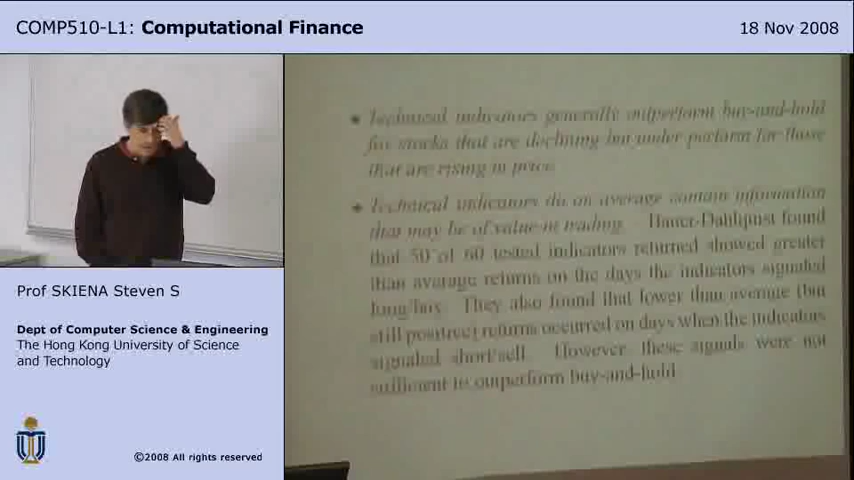 COMP510-L1: Computational Finance
18 Nov 2008
Technical indicators generally outperform buy-and-hold
for stocks that are declining but under perform for those
that are rising in price.
Technical indicators do on average contain information
that may be of value in trading. Bauer-Dahlquist found
that 50 of 60 tested indicators returned showed greater
than average returns on the days the indicators signaled
long/buy. They also found that lower than average (but
still positive) returns occurred on days when the indicators
signaled short/sell. However these signals were not
sufficient to outperform buy-and-hold
Prof SKIENA Steven S
Dept of Computer Science & Engineering
The Hong Kong University of Science
and Technology
©2008 All rights reserved